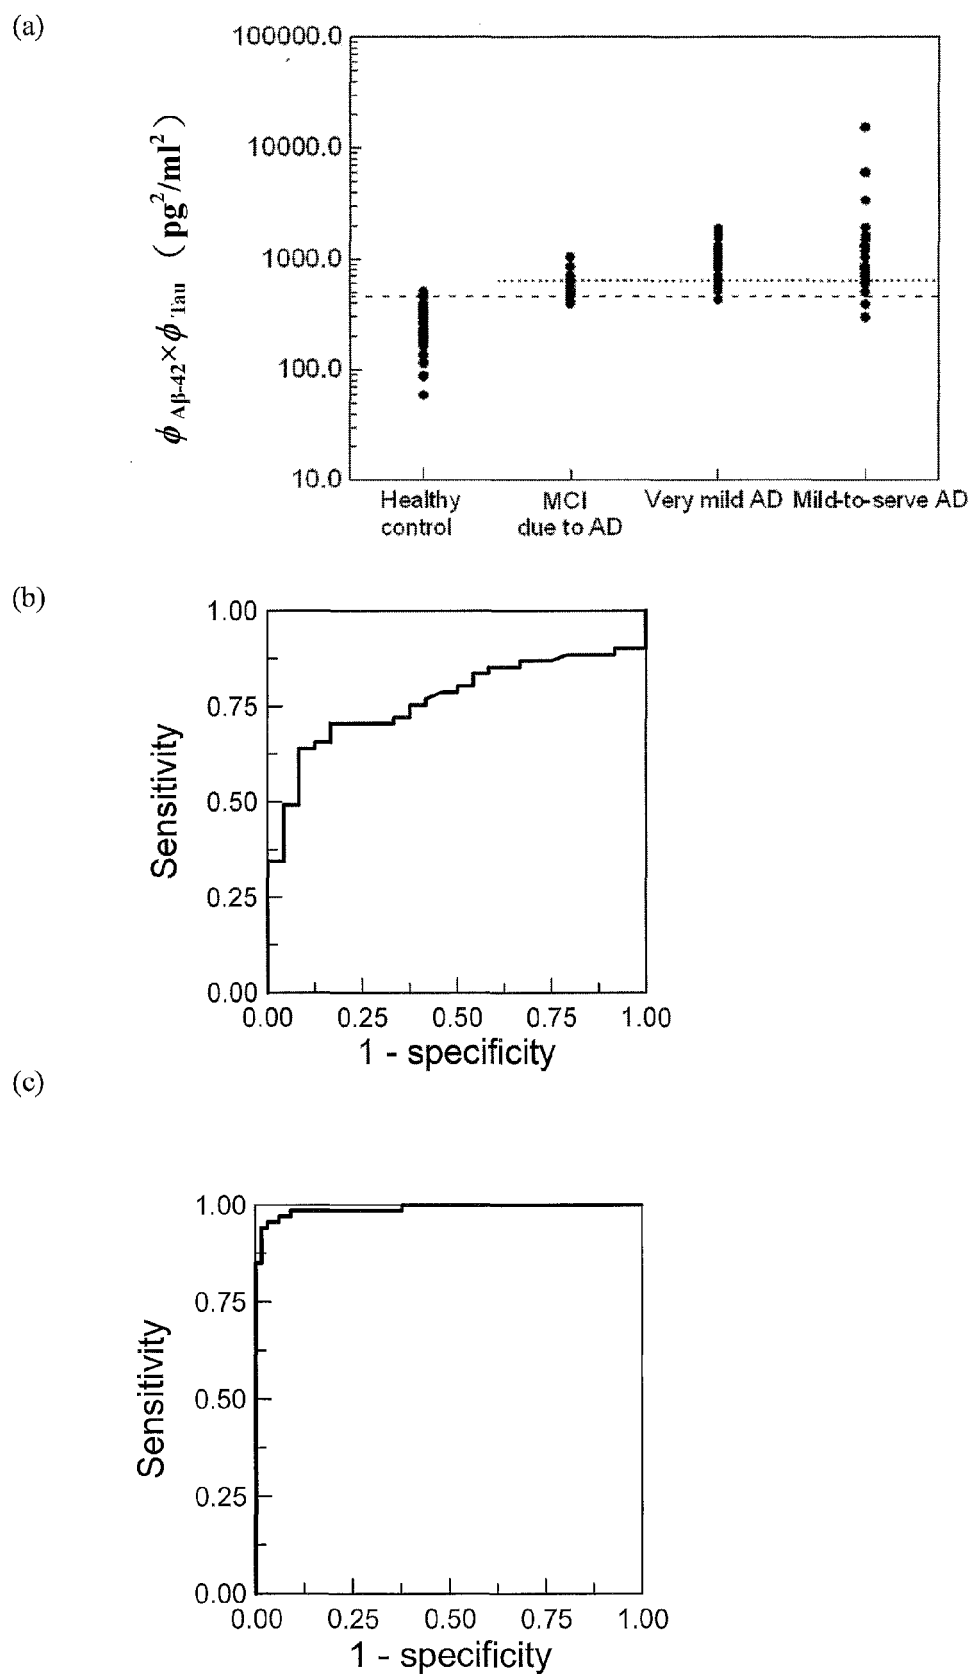 (a)
100000.0
10000.0
1000.0
100.0
10.0
ϕ Aβ-42×ϕ Tau (pg²/ml²)
Healthy control
MCI due to AD
Very mild AD
Mild-to-serve AD
(b)
1.00
0.75
0.50
0.25
0.00
Sensitivity
0.00 0.25 0.50 0.75 1.00
1 - specificity
(c)
1.00
0.75
0.50
0.25
0.00
Sensitivity
0.00 0.25 0.50 0.75 1.00
1 - specificity